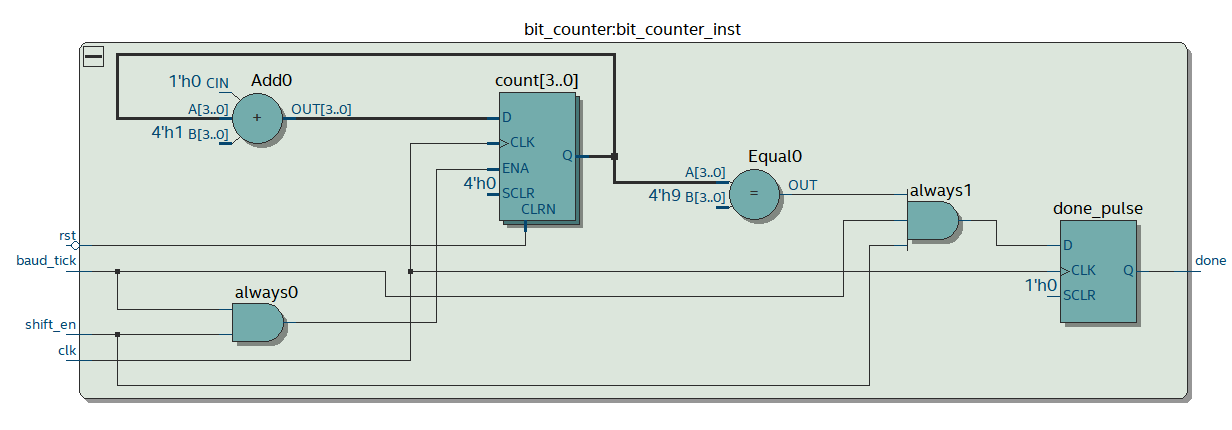 bit_counter:bit_counter_inst
Add0
count[3..0]
1'h0 CIN
A[3..0]
OUT[3..0]
4'h1 B[3..0]
+
D
CLK
Q
ENA
4'h0
SCLR
CLRN
Equal0
A[3..0]
OUT
4'h9 B[3..0]
=
always1
done_pulse
D
CLK
Q
1'h0
SCLR
done
rst
baud_tick
always0
shift_en
clk